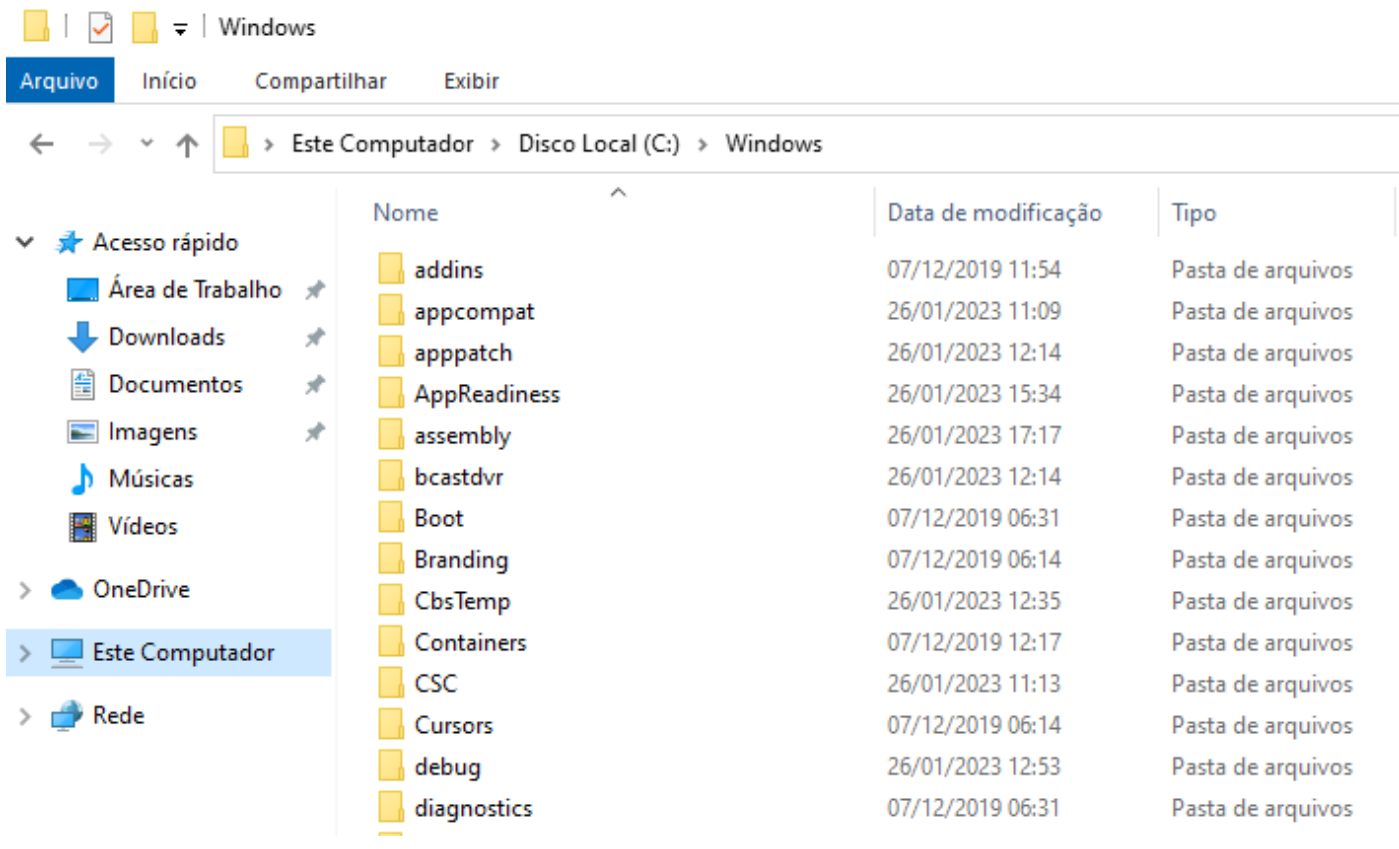 Windows
Arquivo Início Compartilhar Exibir
Este Computador > Disco Local (C:) > Windows
Nome Data de modificação Tipo
Acesso rápido
Área de Trabalho
Downloads
Documentos
Imagens
Músicas
Vídeos
OneDrive
Este Computador
Rede
addins 07/12/2019 11:54 Pasta de arquivos
appcompat 26/01/2023 11:09 Pasta de arquivos
apppatch 26/01/2023 12:14 Pasta de arquivos
AppReadiness 26/01/2023 15:34 Pasta de arquivos
assembly 26/01/2023 17:17 Pasta de arquivos
bcastdvr 26/01/2023 12:14 Pasta de arquivos
Boot 07/12/2019 06:31 Pasta de arquivos
Branding 07/12/2019 06:14 Pasta de arquivos
CbsTemp 26/01/2023 12:35 Pasta de arquivos
Containers 07/12/2019 12:17 Pasta de arquivos
CSC 26/01/2023 11:13 Pasta de arquivos
Cursors 07/12/2019 06:14 Pasta de arquivos
debug 26/01/2023 12:53 Pasta de arquivos
diagnostics 07/12/2019 06:31 Pasta de arquivos